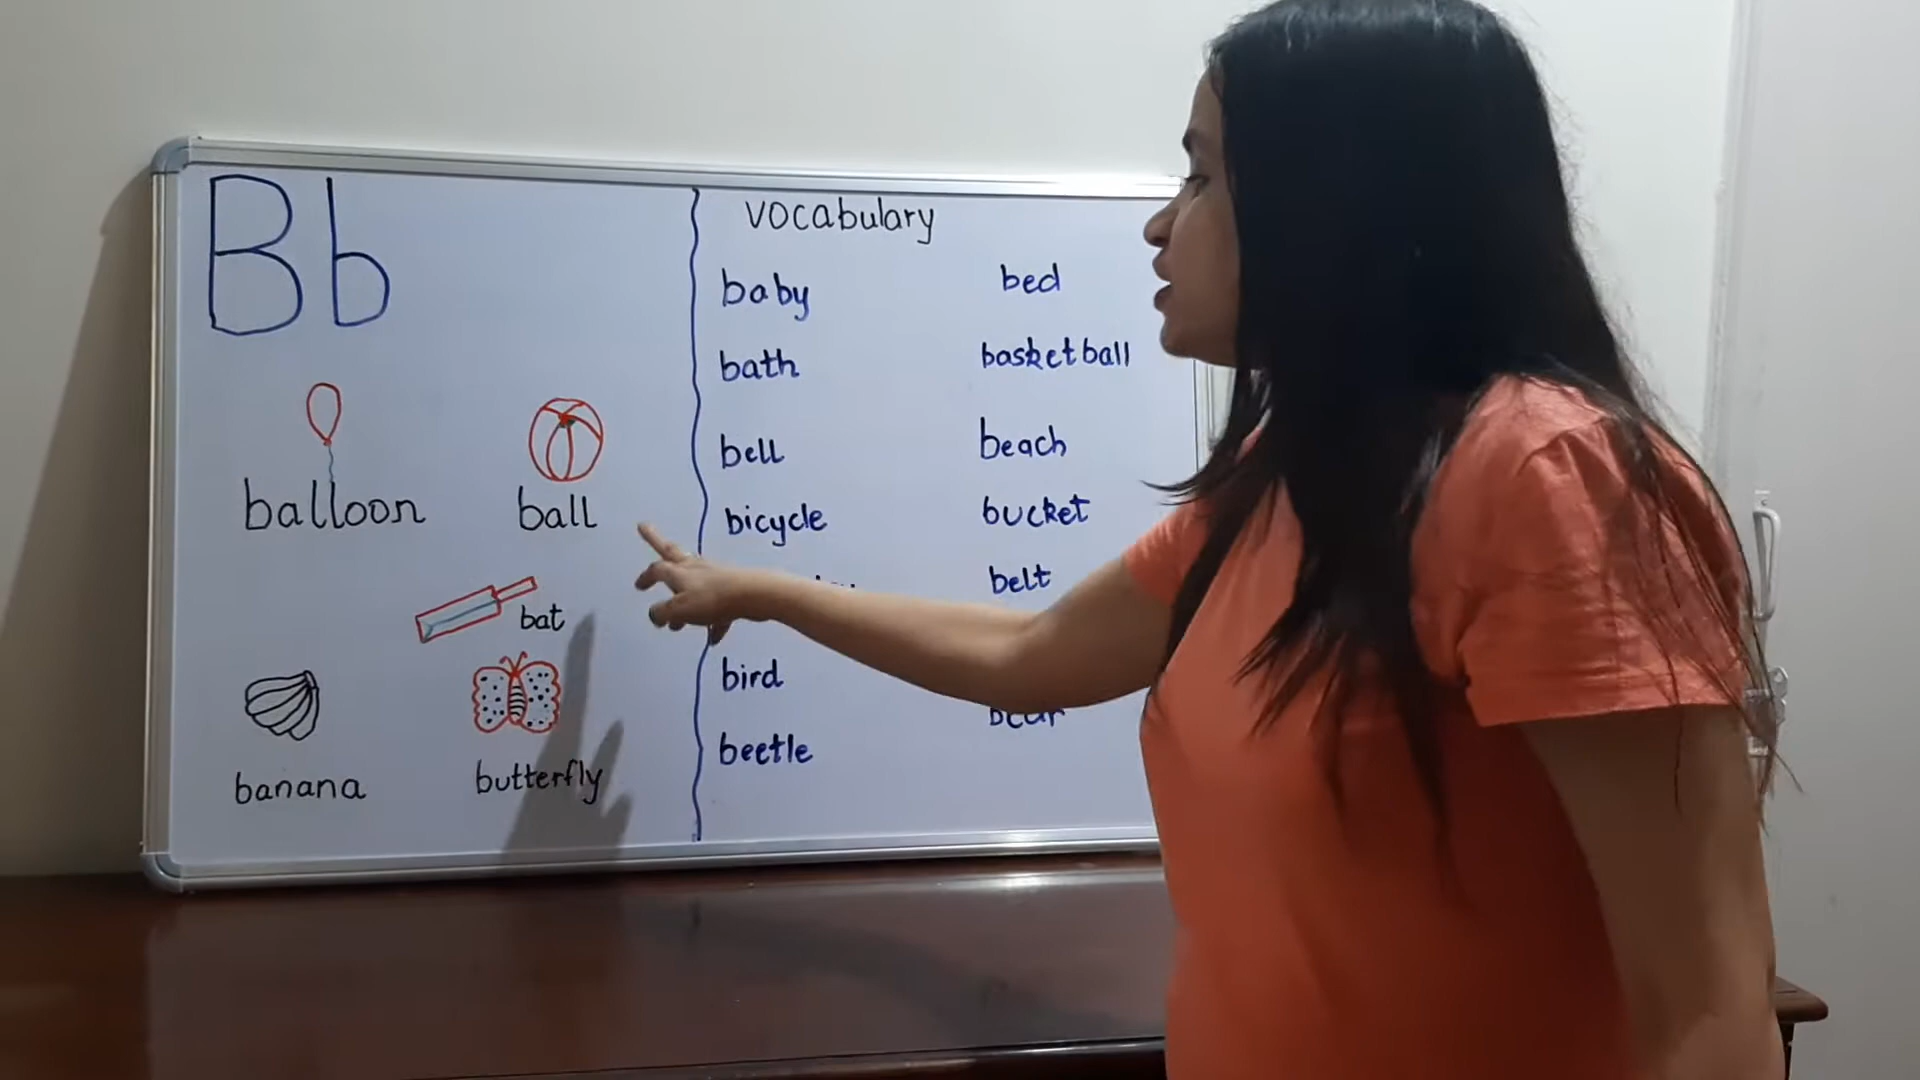 Bb
balloon
ball
bat
banana
butterfly
vocabulary
baby
bath
bell
bicycle
bird
beetle
bed
basketball
beach
bucket
belt